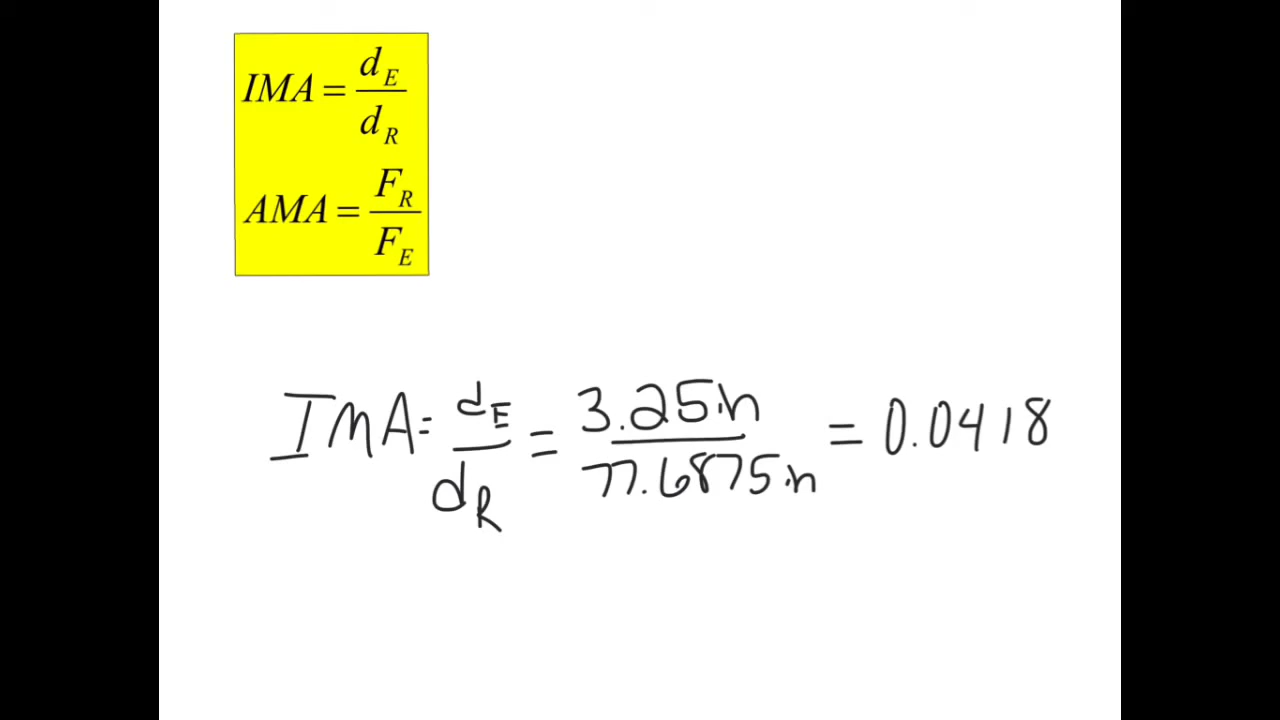 IMA = d_E / d_R
AMA = F_R / F_E
IMA = d_E / d_R = 3.25in / 77.6875in = 0.0418